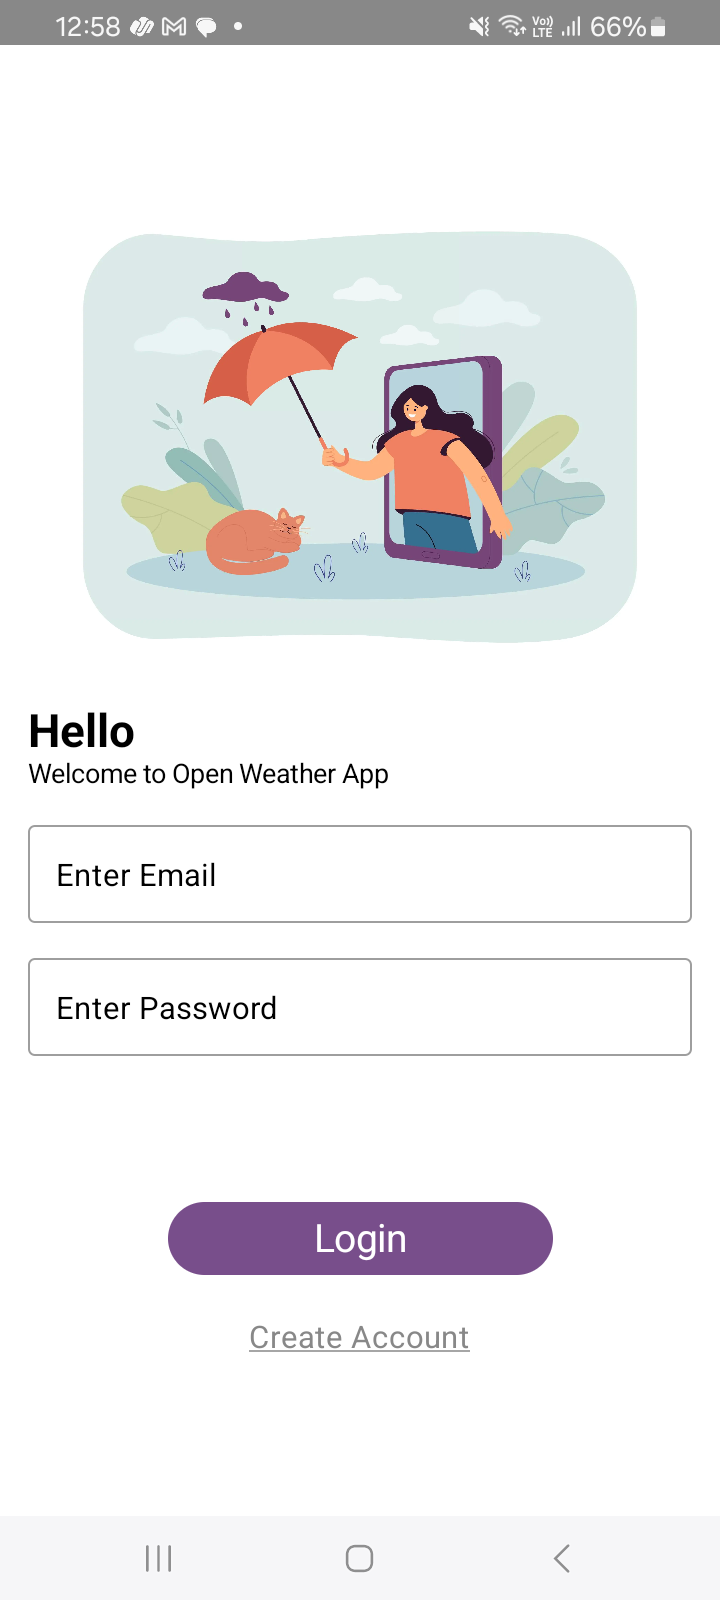 12:58
Vo))
LTE
66%
Hello
Welcome to Open Weather App
Enter Email
Enter Password
Login
Create Account